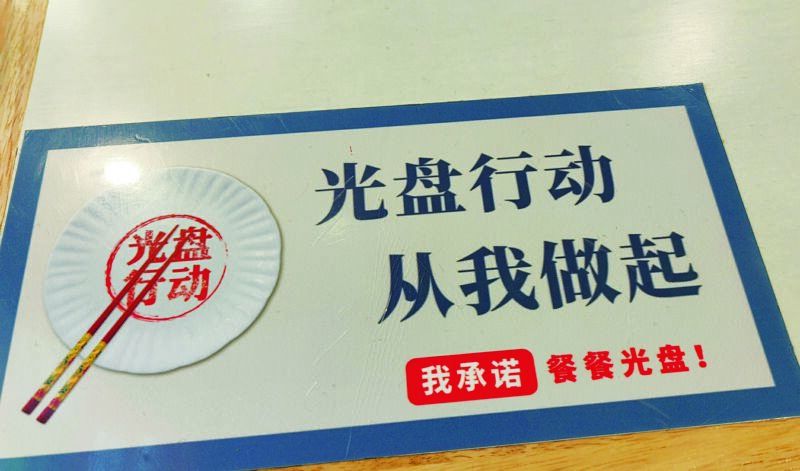 光盘
行动
光盘行动
从我做起
我承诺 餐餐光盘！